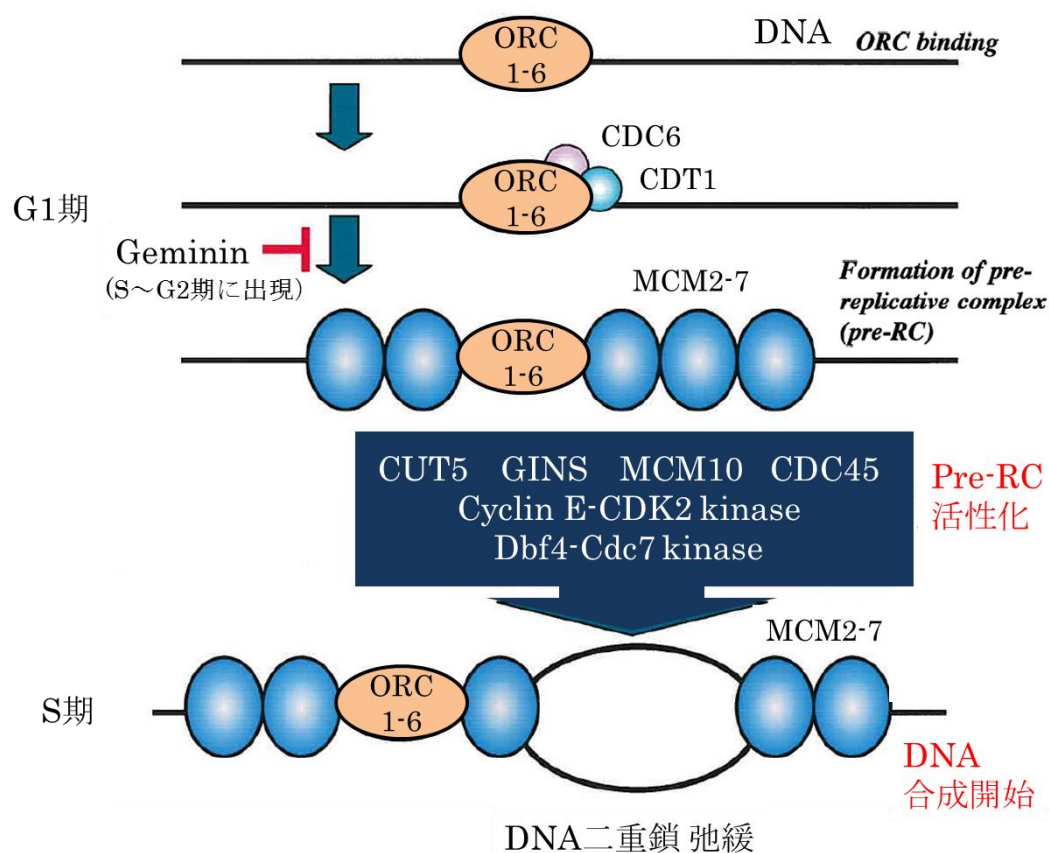 ORC
1-6
DNA
ORC binding
CDC6
CDT1
ORC
1-6
G1期
Geminin
(S〜G2期に出現)
MCM2-7
Formation of pre-
replicative complex
(pre-RC)
ORC
1-6
CUT5 GINS MCM10 CDC45
Cyclin E-CDK2 kinase
Dbf4-Cdc7 kinase
Pre-RC
活性化
MCM2-7
ORC
1-6
S期
DNA
合成開始
DNA二重鎖 弛緩